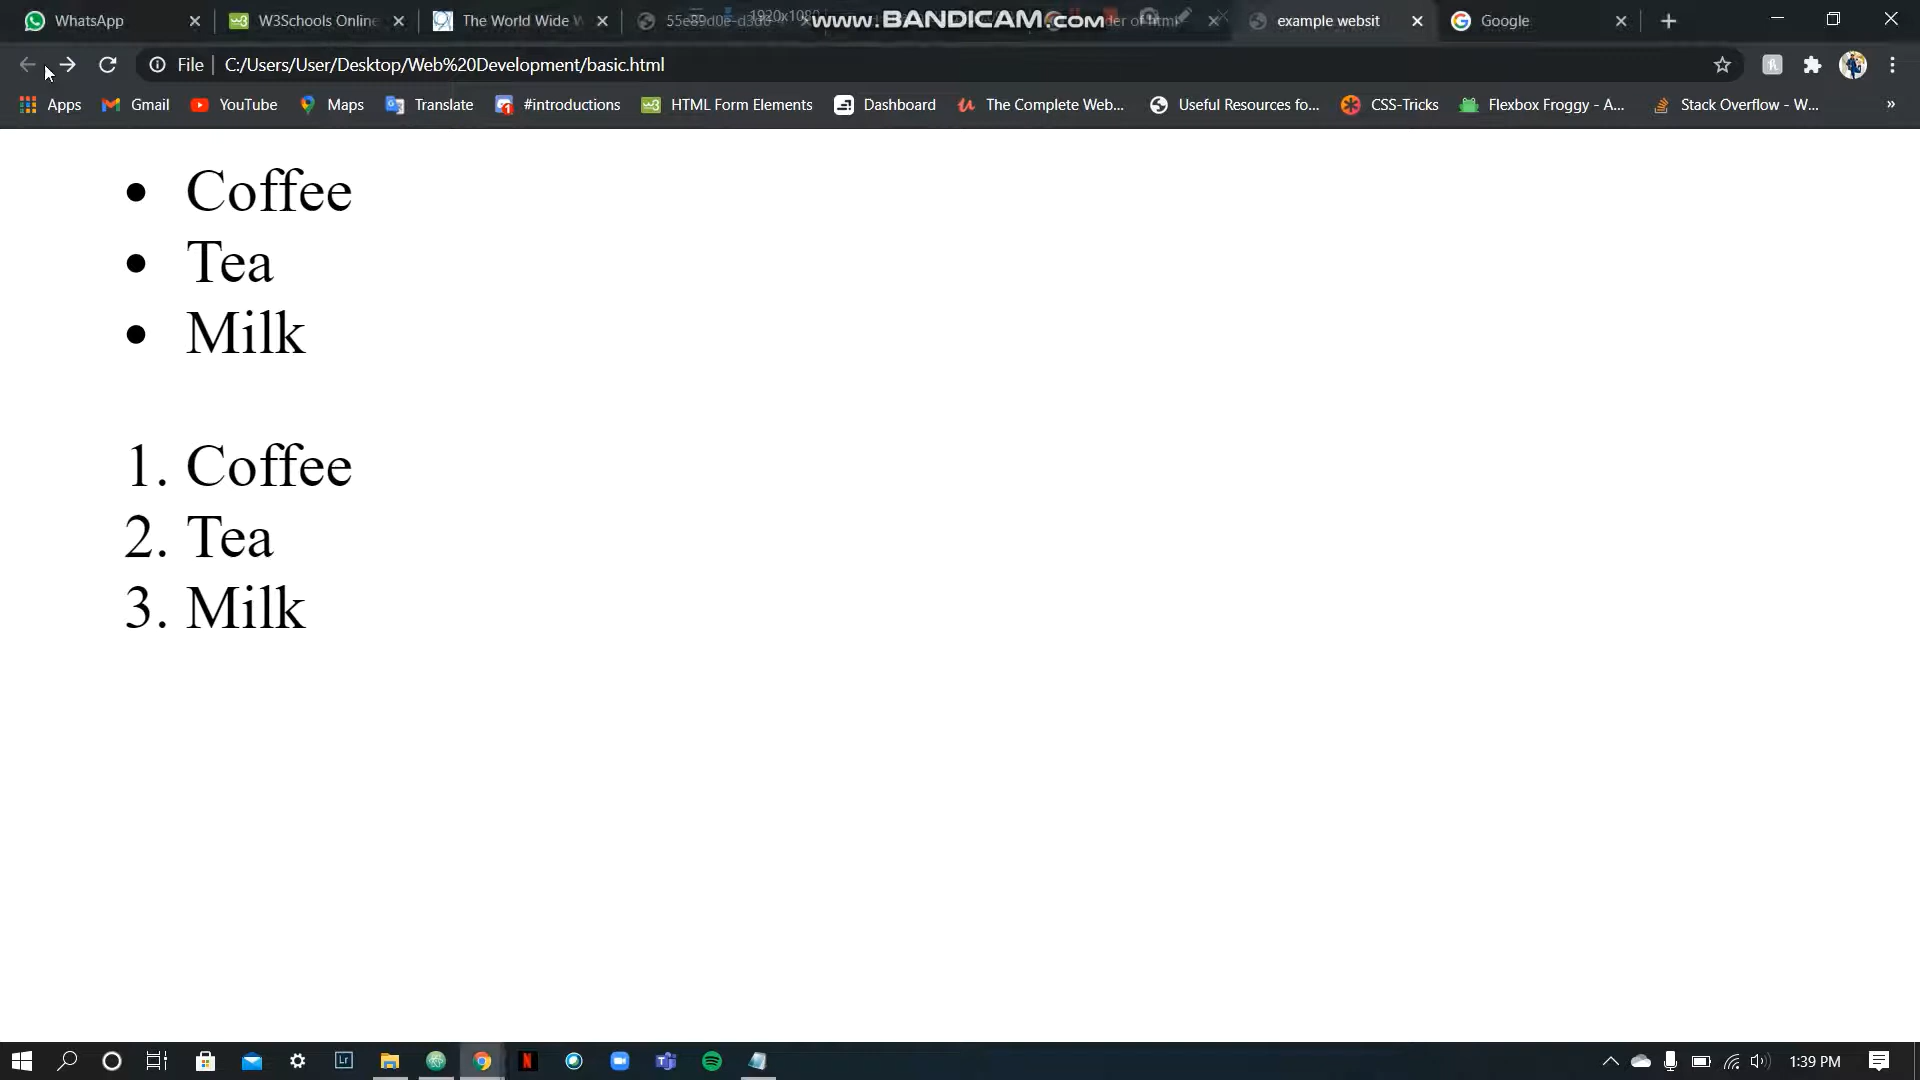 WhatsApp
W3Schools Online
The World Wide W
1920x1080
www.BANDICAM.com
example websit
Google
File
C:/Users/User/Desktop/Web%20Development/basic.html
Apps
Gmail
YouTube
Maps
Translate
#introductions
HTML Form Elements
Dashboard
The Complete Web...
Useful Resources fo...
CSS-Tricks
Flexbox Froggy - A...
Stack Overflow - W...
»
• Coffee
• Tea
• Milk
1. Coffee
2. Tea
3. Milk
Lr
1:39 PM